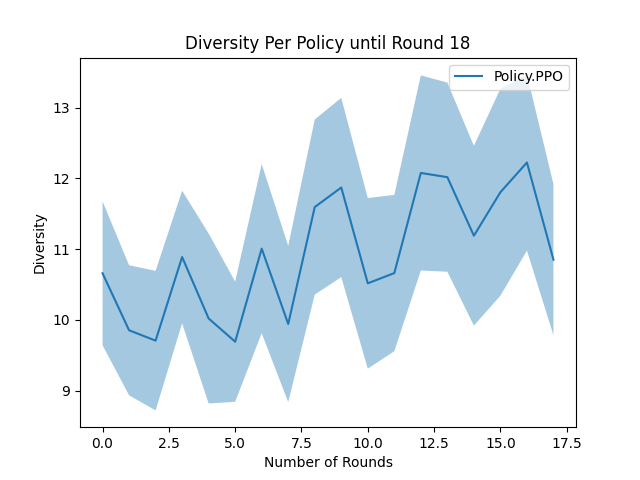 Diversity Per Policy until Round 18
Policy.PPO
Diversity
13
12
11
10
9
0.0 2.5 5.0 7.5 10.0 12.5 15.0 17.5
Number of Rounds